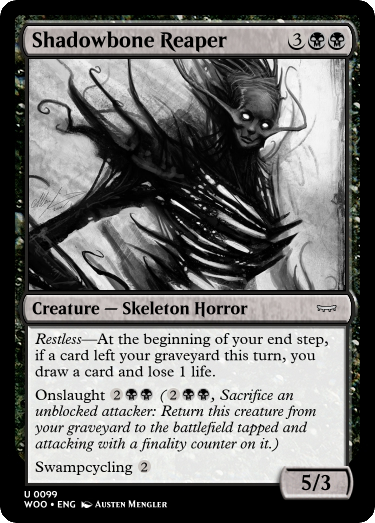 Shadowbone Reaper 3
Creature — Skeleton Horror
Restless—At the beginning of your end step,
if a card left your graveyard this turn, you
draw a card and lose 1 life.
Onslaught 2 (2, Sacrifice an
unblocked attacker: Return this creature from
your graveyard to the battlefield tapped and
attacking with a finality counter on it.)
Swampcycling 2
5/3
U 0099
WOO • ENG Austen Mengler